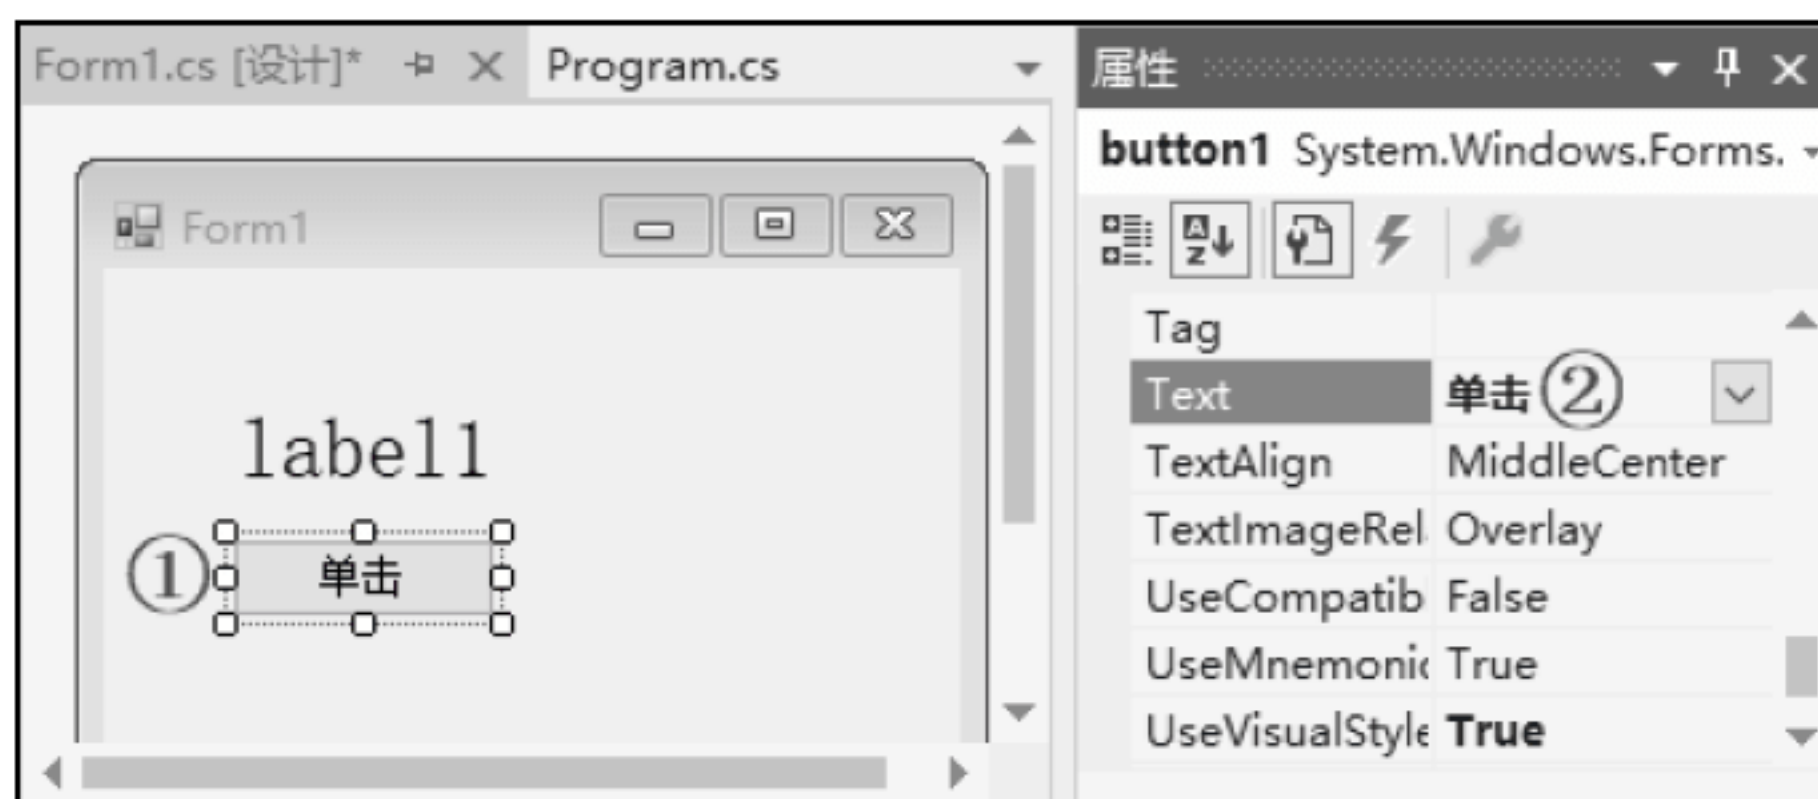 Form1.cs [设计]*
Program.cs
Form1
label1
① 单击
属性
button1 System.Windows.Forms.
Tag
Text 单击 ②
TextAlign MiddleCenter
TextImageRel Overlay
UseCompatib False
UseMnemonic True
UseVisualStyle True